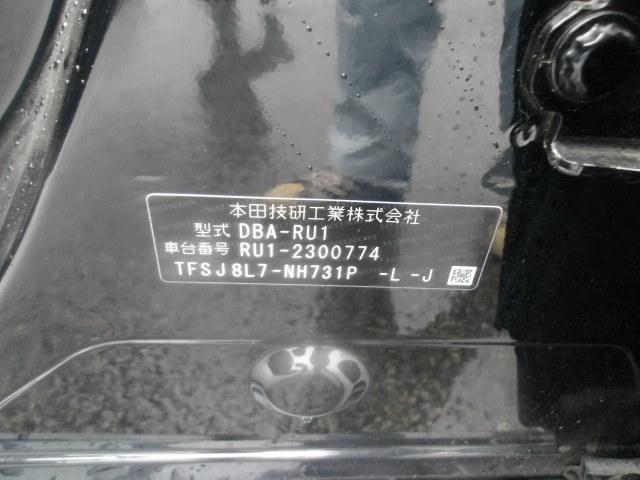 本田技研工業株式会社
型式 DBA-RU1
車台番号 RU1-2300774
TFSJ8L7-NH731P -L -J